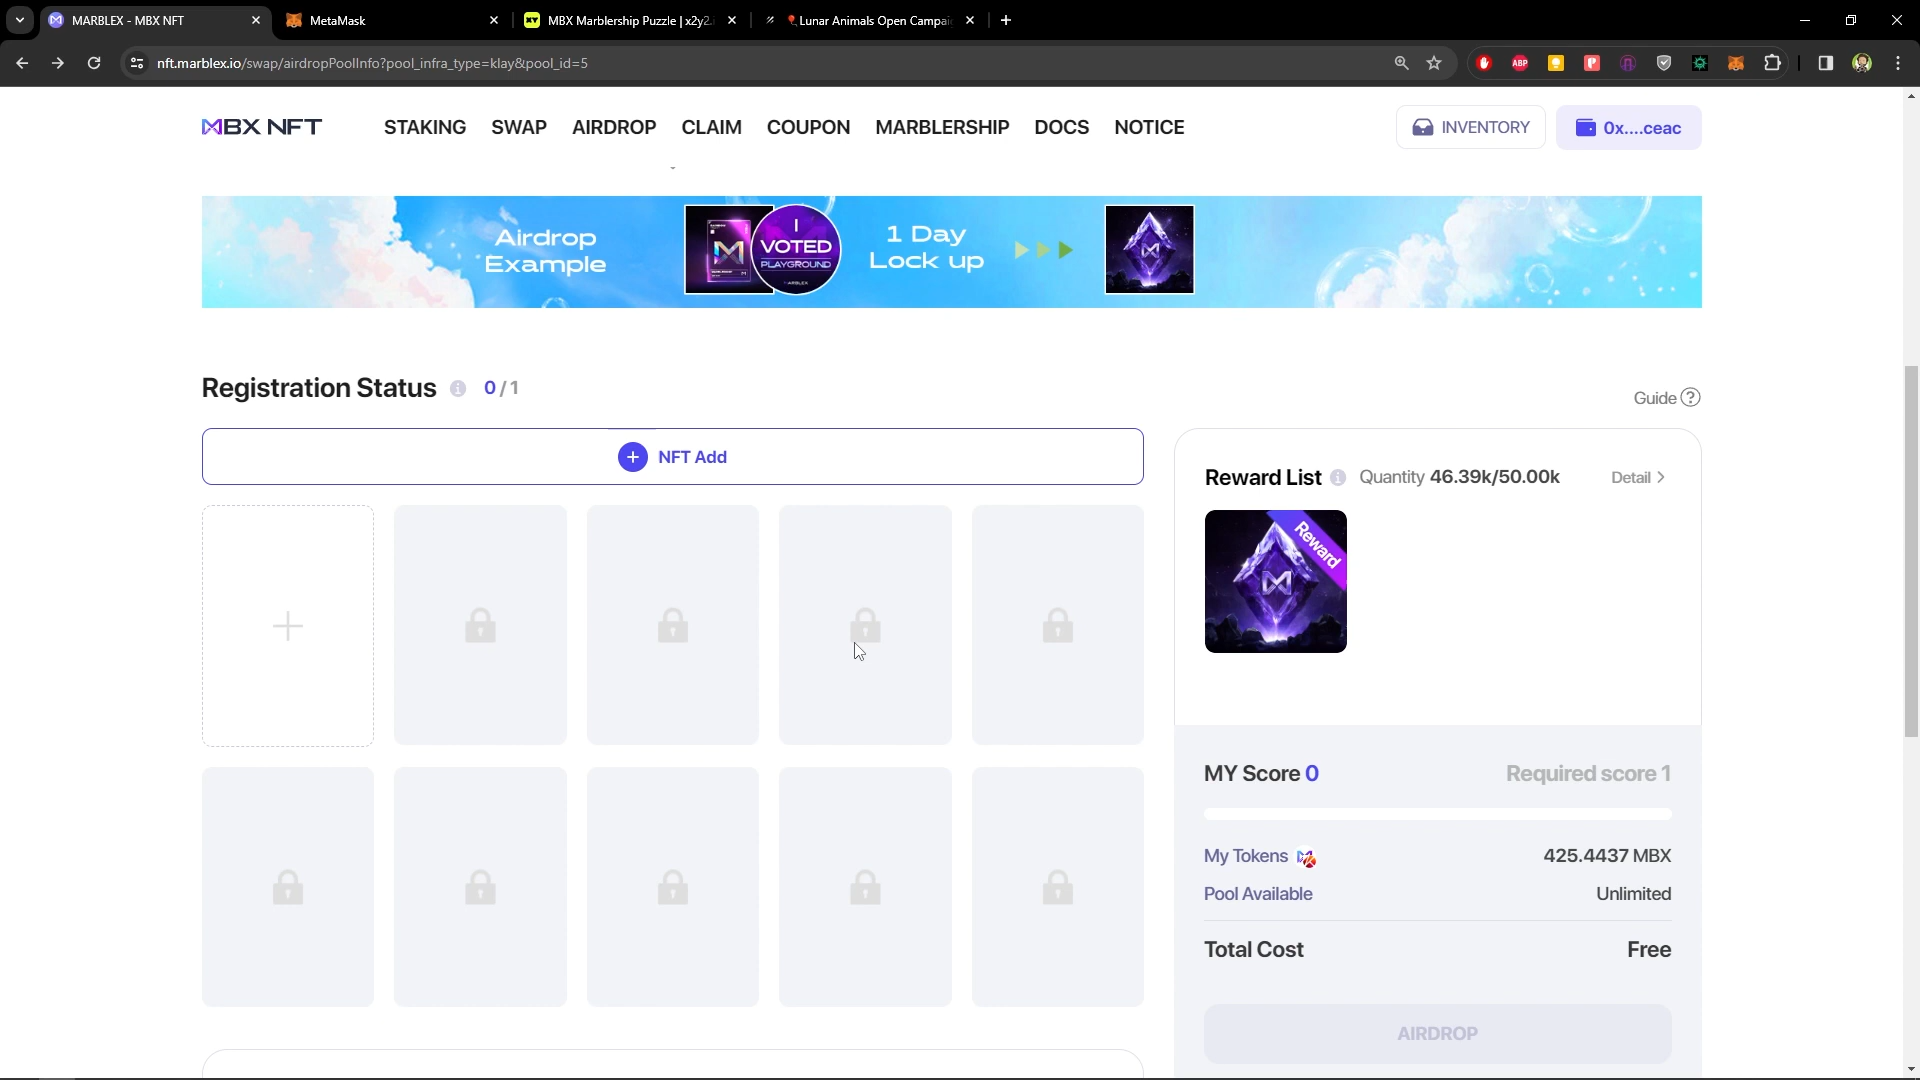 MARBLEX - MBX NFT
MetaMask
MBX Marblership Puzzle | x2y2.
Lunar Animals Open Campai
nft.marblex.io/swap/airdropPoolInfo?pool_infra_type=klay&pool_id=5
ABP
MBX NFT
STAKING
SWAP
AIRDROP
CLAIM
COUPON
MARBLERSHIP
DOCS
NOTICE
INVENTORY
0x....ceac
Airdrop
Example
I
VOTED
PLAYGROUND
1 Day
Lock up
Registration Status 0/1
Guide ?
NFT Add
Reward List Quantity 46.39k/50.00k Detail >
Reward
MY Score 0 Required score 1
My Tokens 425.4437 MBX
Pool Available Unlimited
Total Cost Free
AIRDROP